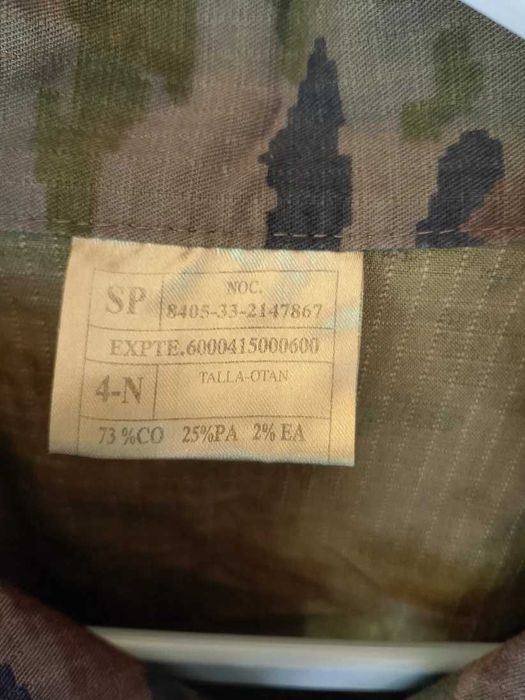 SP
NOC.
8405-33-2147867
EXPTE.6000415000600
4-N
TALLA-OTAN
73 %CO 25%PA 2% EA